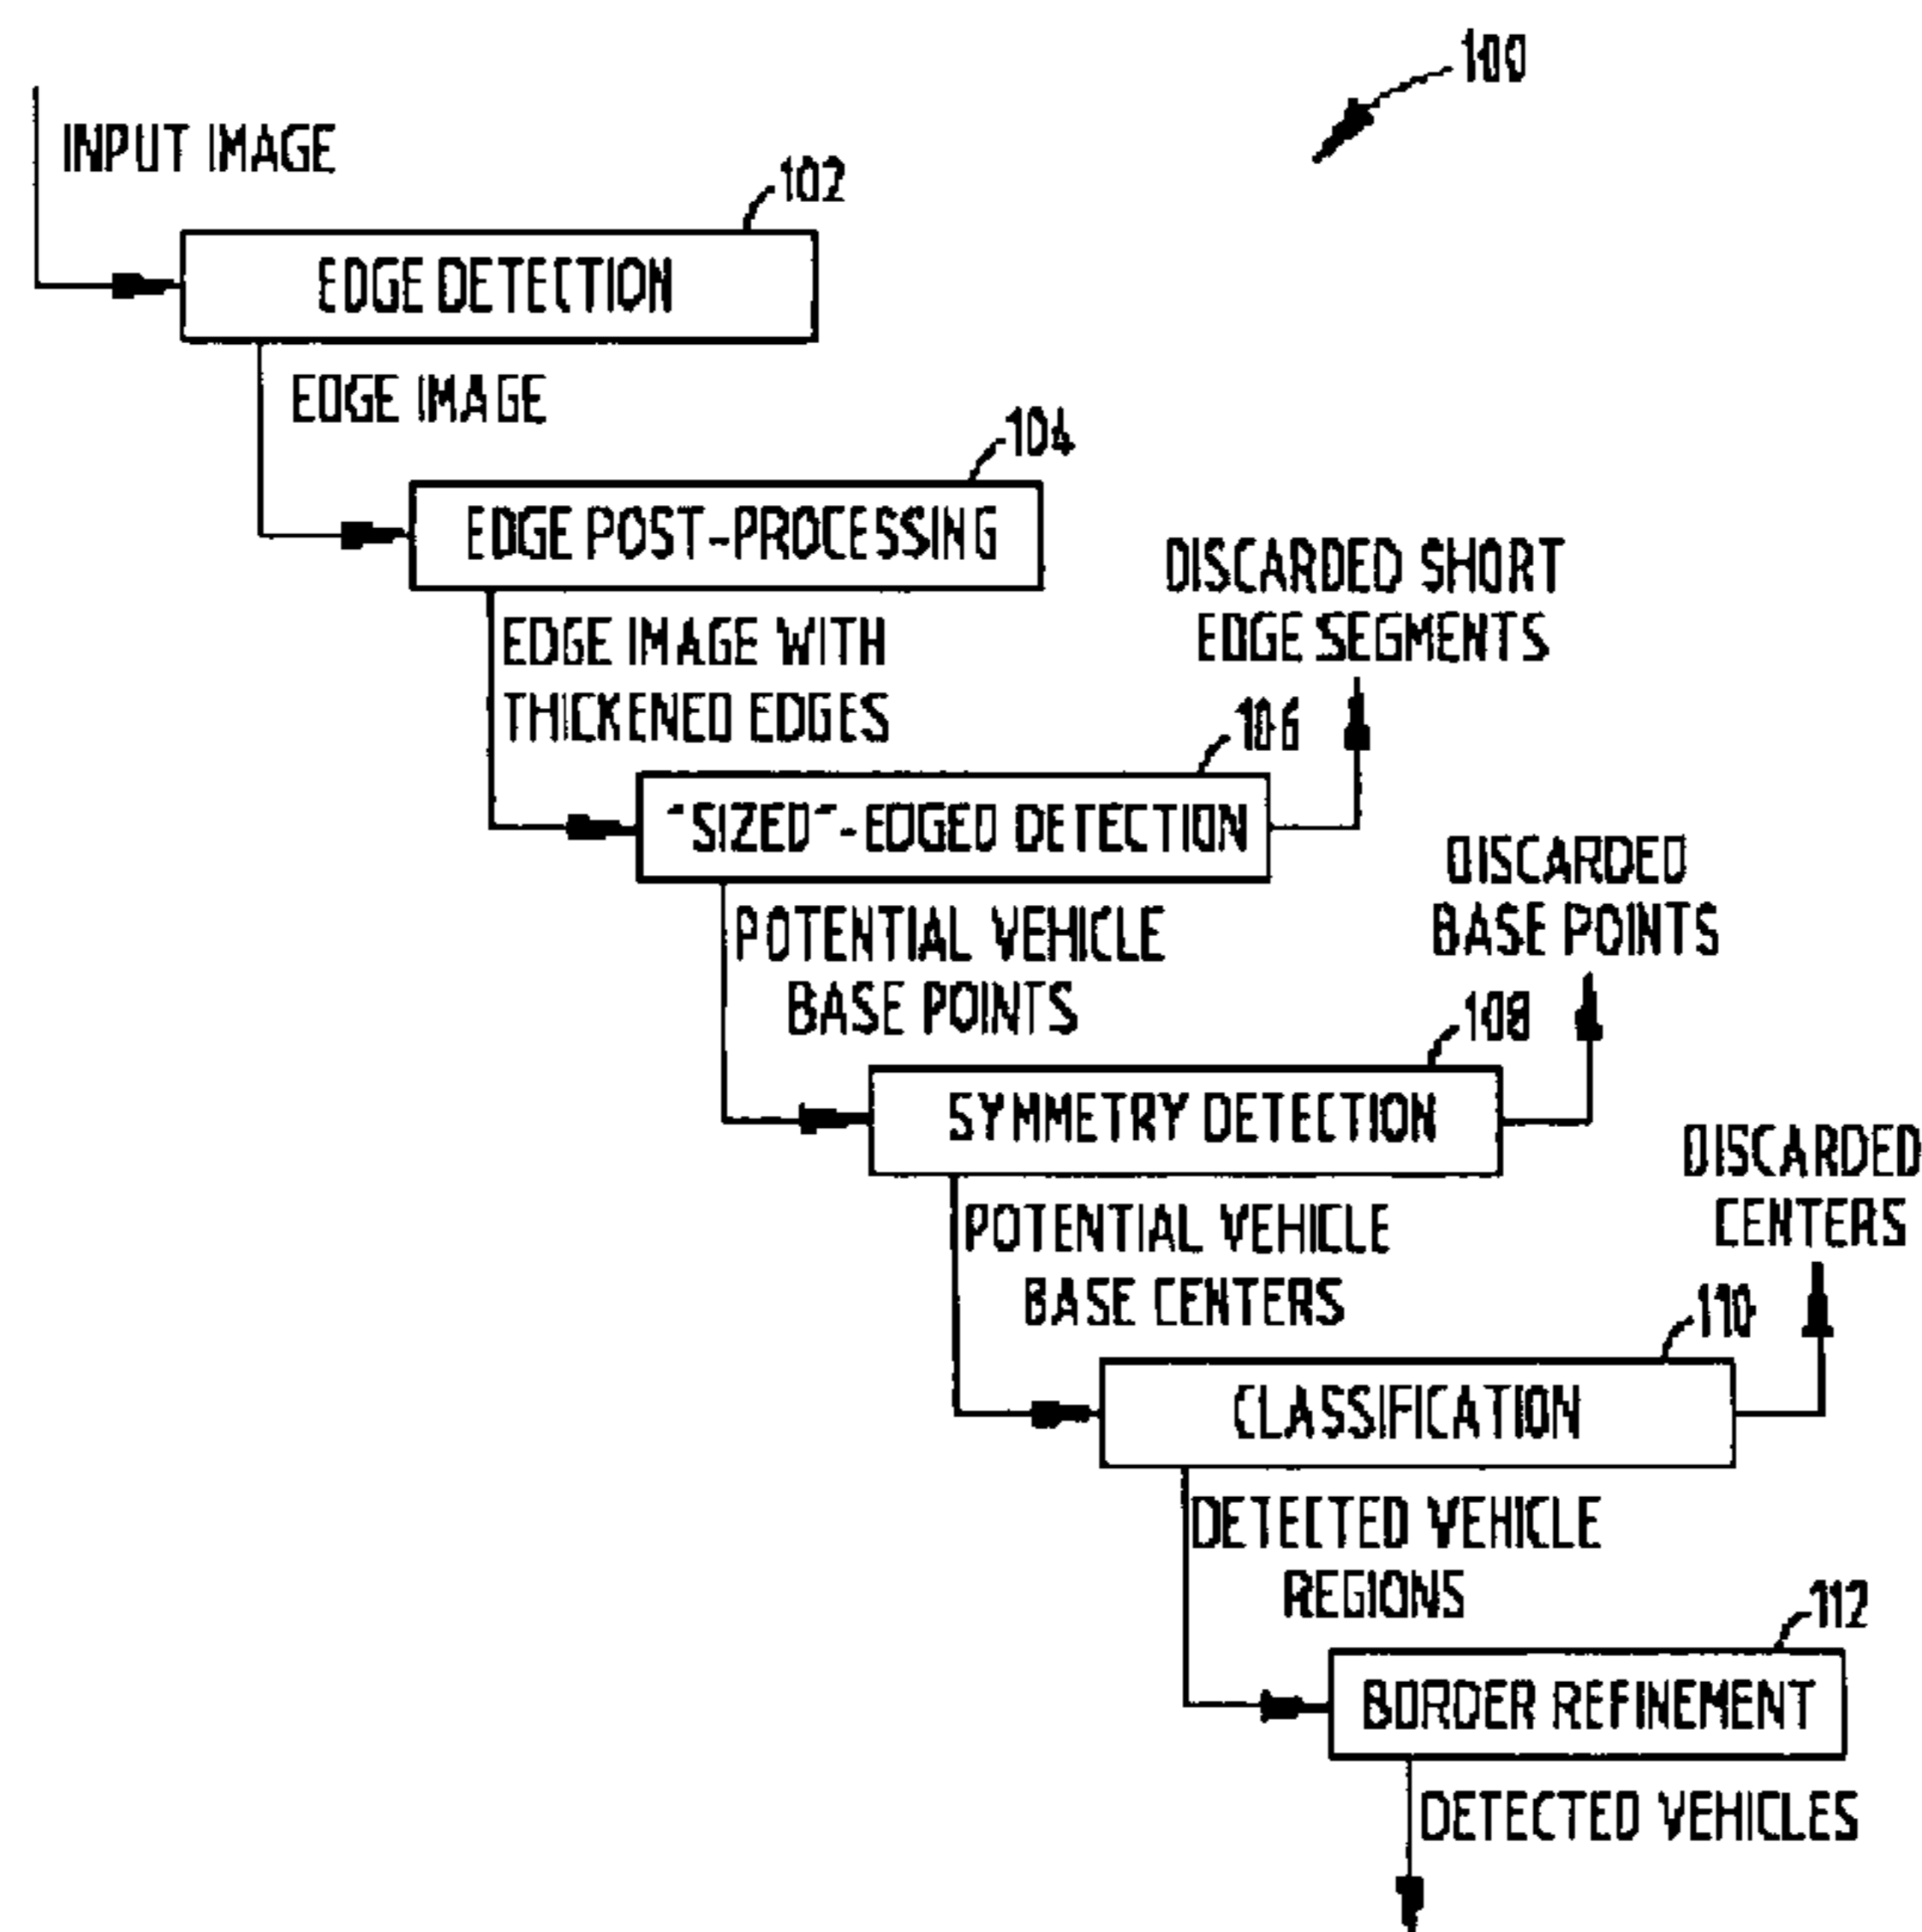 100
INPUT IMAGE
102
EDGE DETECTION
EDGE IMAGE
104
EDGE POST-PROCESSING
DISCARDED SHORT
EDGE SEGMENTS
EDGE IMAGE WITH
THICKENED EDGES
106
"SIZED"-EDGED DETECTION
DISCARDED
BASE POINTS
POTENTIAL VEHICLE
BASE POINTS
108
SYMMETRY DETECTION
DISCARDED
CENTERS
POTENTIAL VEHICLE
BASE CENTERS
110
CLASSIFICATION
DETECTED VEHICLE
REGIONS
112
BORDER REFINEMENT
DETECTED VEHICLES